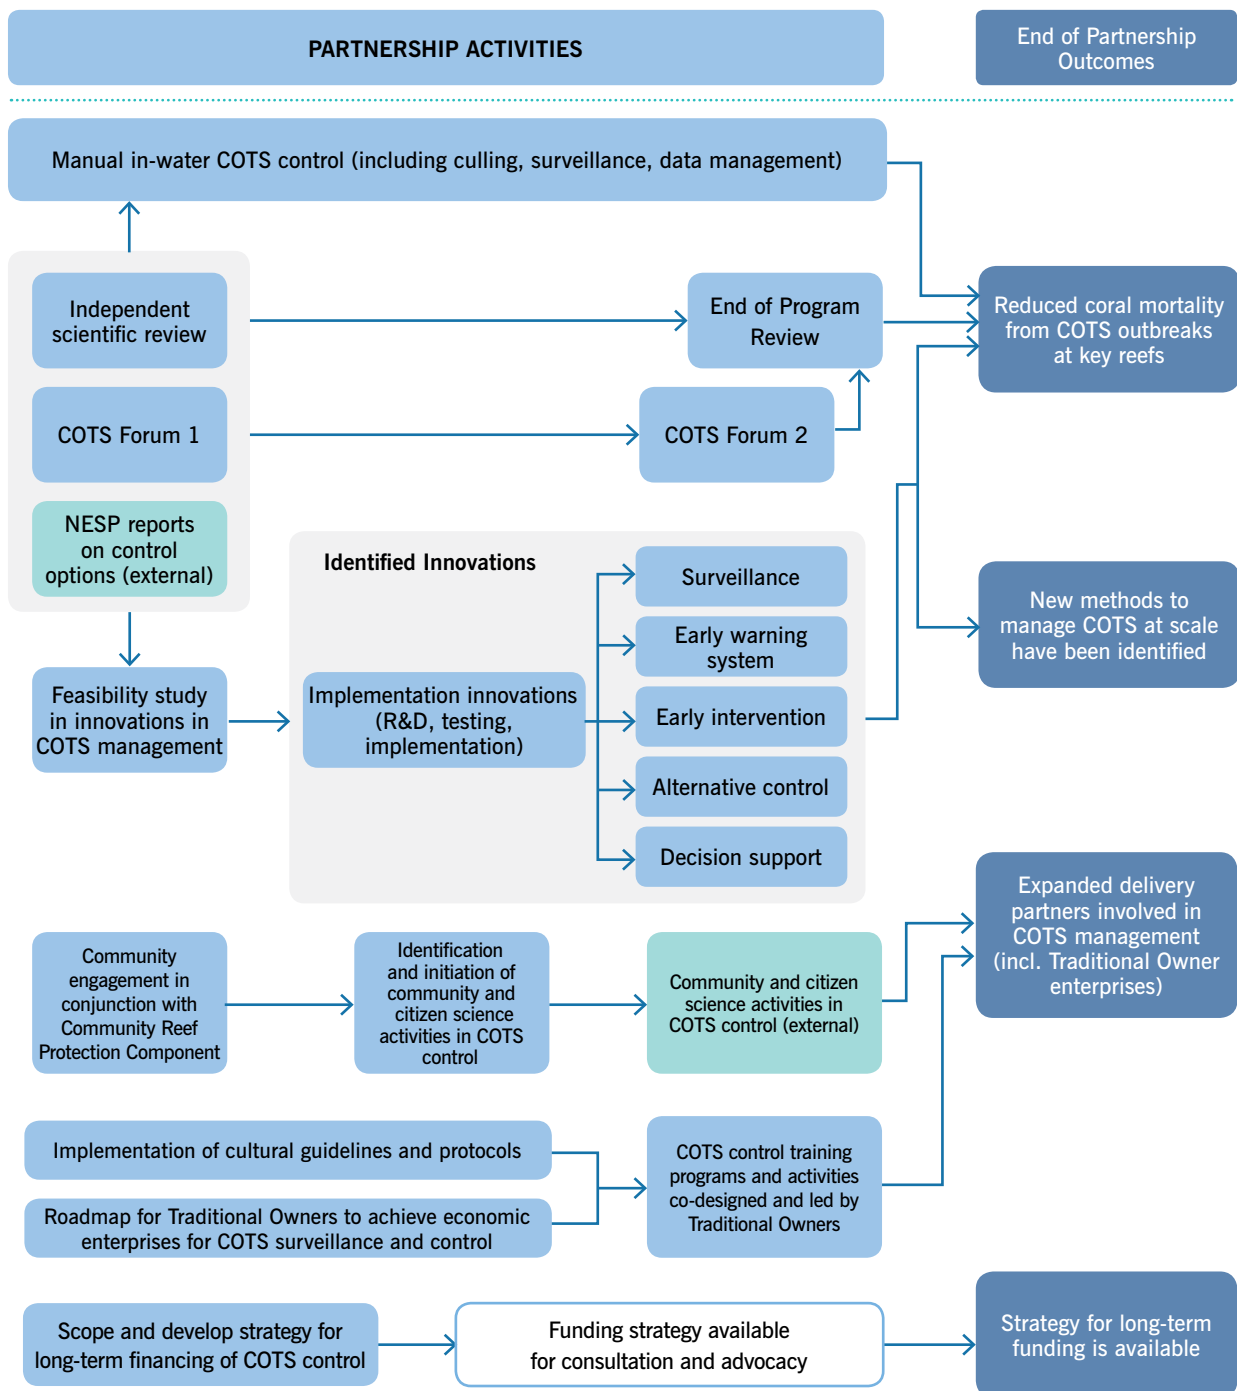 PARTNERSHIP ACTIVITIES
End of Partnership
Outcomes
Manual in-water COTS control (including culling, surveillance, data management)
Independent
scientific review
End of Program
Review
Reduced coral mortality
from COTS outbreaks
at key reefs
COTS Forum 1
COTS Forum 2
NESP reports
on control
options (external)
Identified Innovations
Surveillance
Early warning
system
New methods to
manage COTS at scale
have been identified
Feasibility study
in innovations in
COTS management
Implementation innovations
(R&D, testing,
implementation)
Early intervention
Alternative control
Decision support
Expanded delivery
partners involved in
COTS management
(incl. Traditional Owner
enterprises)
Community
engagement in
conjunction with
Community Reef
Protection Component
Identification
and initiation of
community and
citizen science
activities in COTS
control
Community and citizen
science activities in
COTS control (external)
Implementation of cultural guidelines and protocols
Roadmap for Traditional Owners to achieve economic
enterprises for COTS surveillance and control
COTS control training
programs and activities
co-designed and led by
Traditional Owners
Scope and develop strategy for
long-term financing of COTS control
Funding strategy available
for consultation and advocacy
Strategy for long-term
funding is available